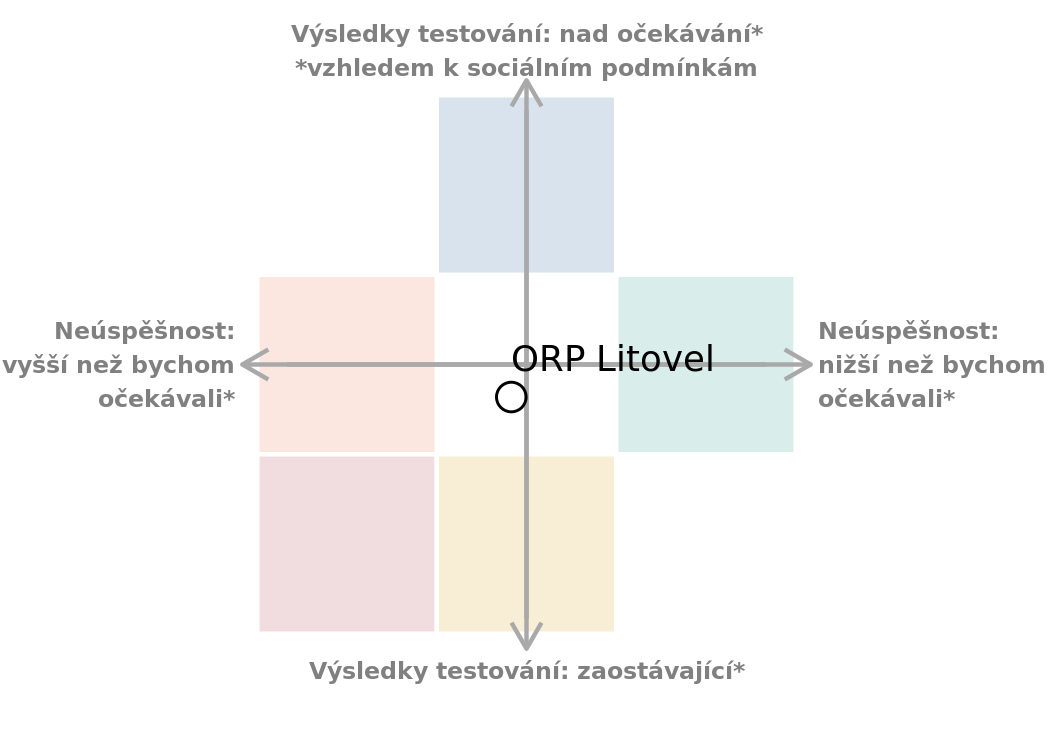 Výsledky testování: nad očekávání*
*vzhledem k sociálním podmínkám
Neúspěšnost:
vyšší než bychom
očekávali*
ORP Litovel
Neúspěšnost:
nižší než bychom
očekávali*
Výsledky testování: zaostávající*